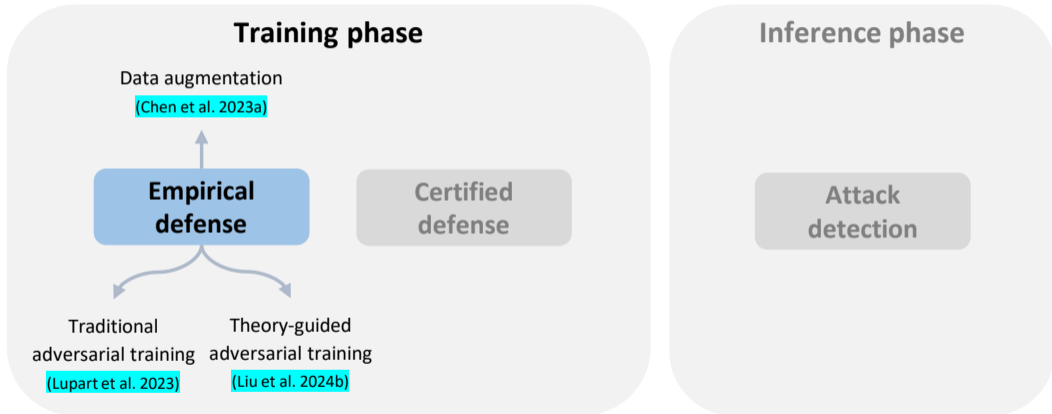 Training phase
Data augmentation
(Chen et al. 2023a)
Empirical
defense
Certified
defense
Traditional
adversarial training
(Lupart et al. 2023)
Theory-guided
adversarial training
(Liu et al. 2024b)
Inference phase
Attack
detection